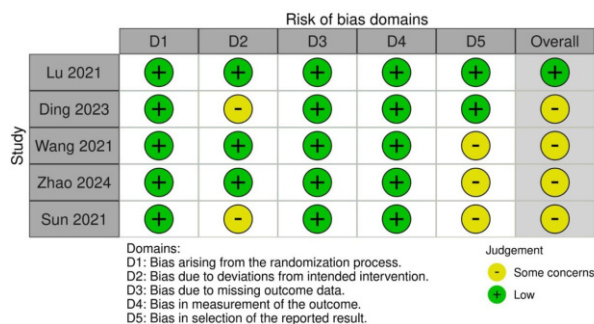 Risk of bias domains
D1 D2 D3 D4 D5 Overall
Study
Lu 2021 + + + + + +
Ding 2023 + - + + + -
Wang 2021 + + + + - -
Zhao 2024 + + + + - -
Sun 2021 + - + + - -
Domains:
D1: Bias arising from the randomization process.
D2: Bias due to deviations from intended intervention.
D3: Bias due to missing outcome data.
D4: Bias in measurement of the outcome.
D5: Bias in selection of the reported result.
Judgement
- Some concerns
+ Low